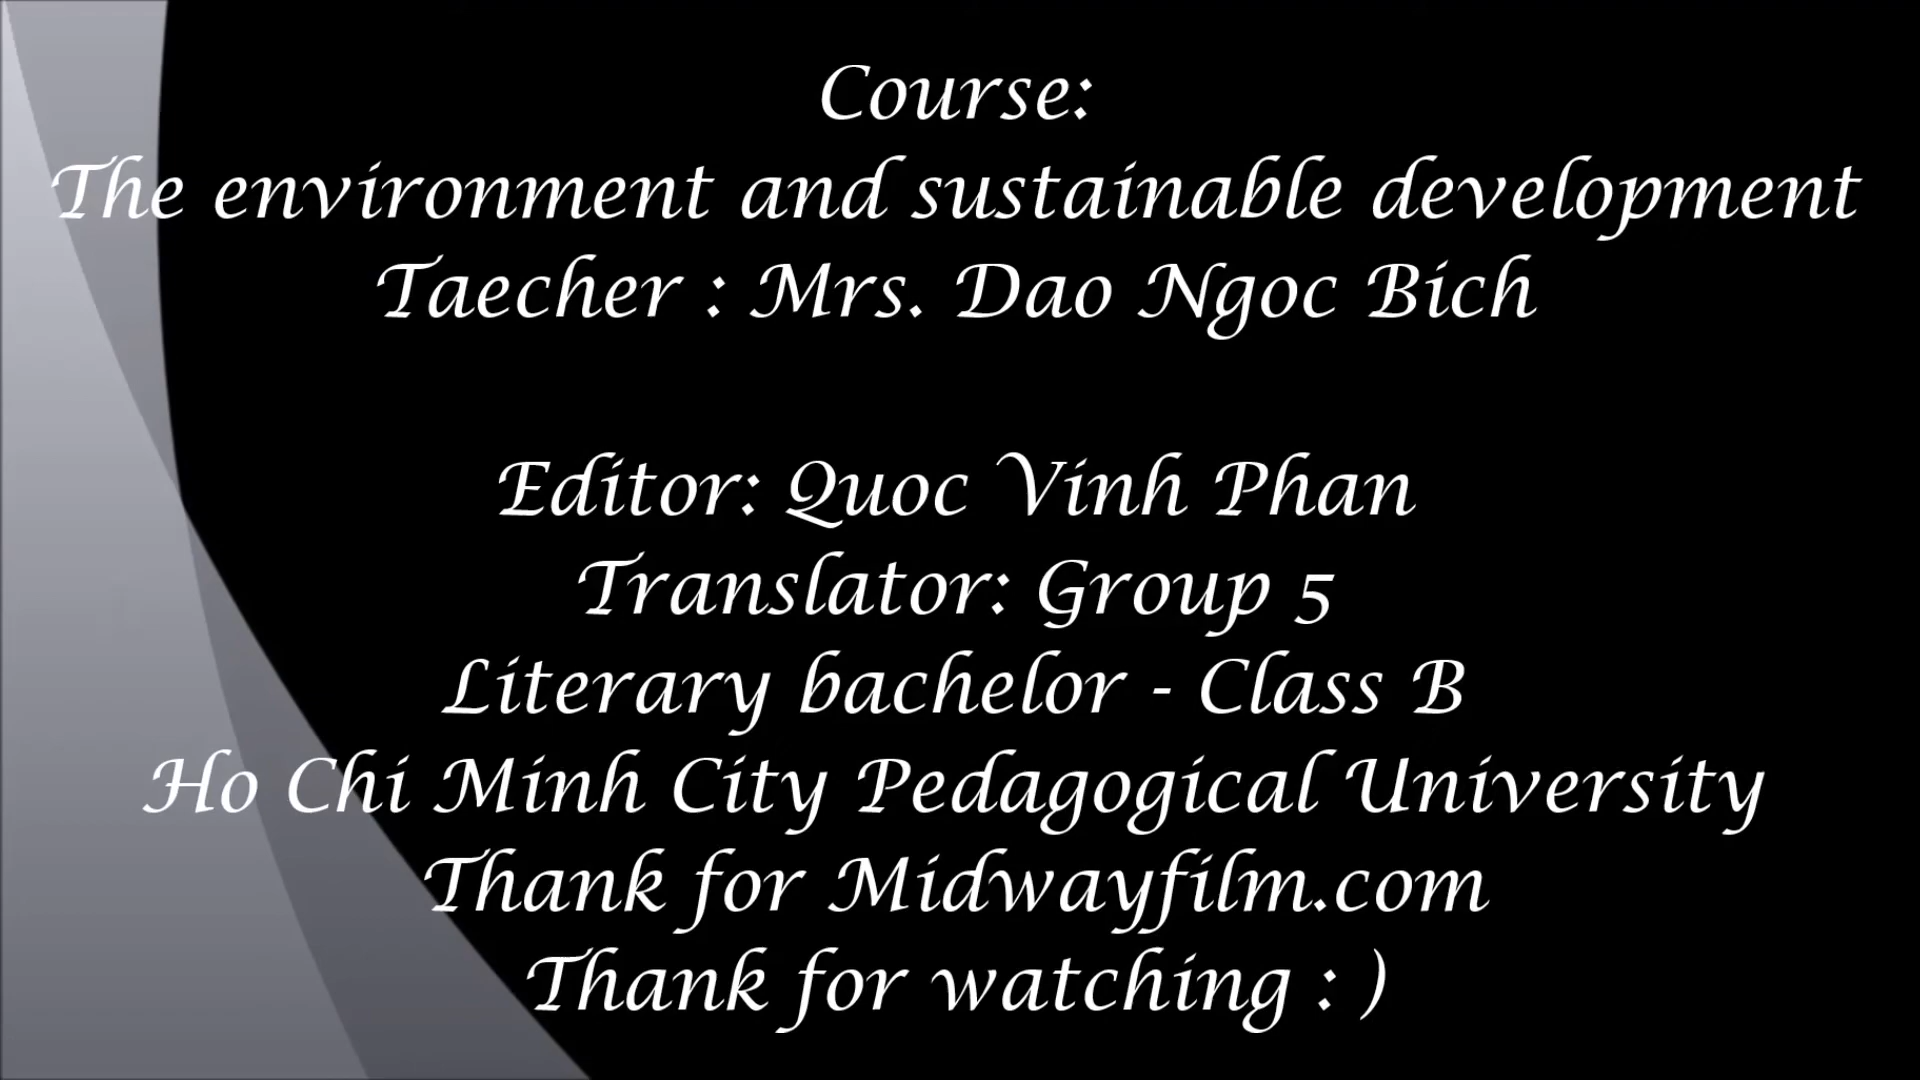 Course:
The environment and sustainable development
Taecher : Mrs. Dao Ngoc Bich
Editor: Quoc Vinh Phan
Translator: Group 5
Literary bachelor - Class B
Ho Chi Minh City Pedagogical University
Thank for Midwayfilm.com
Thank for watching : )